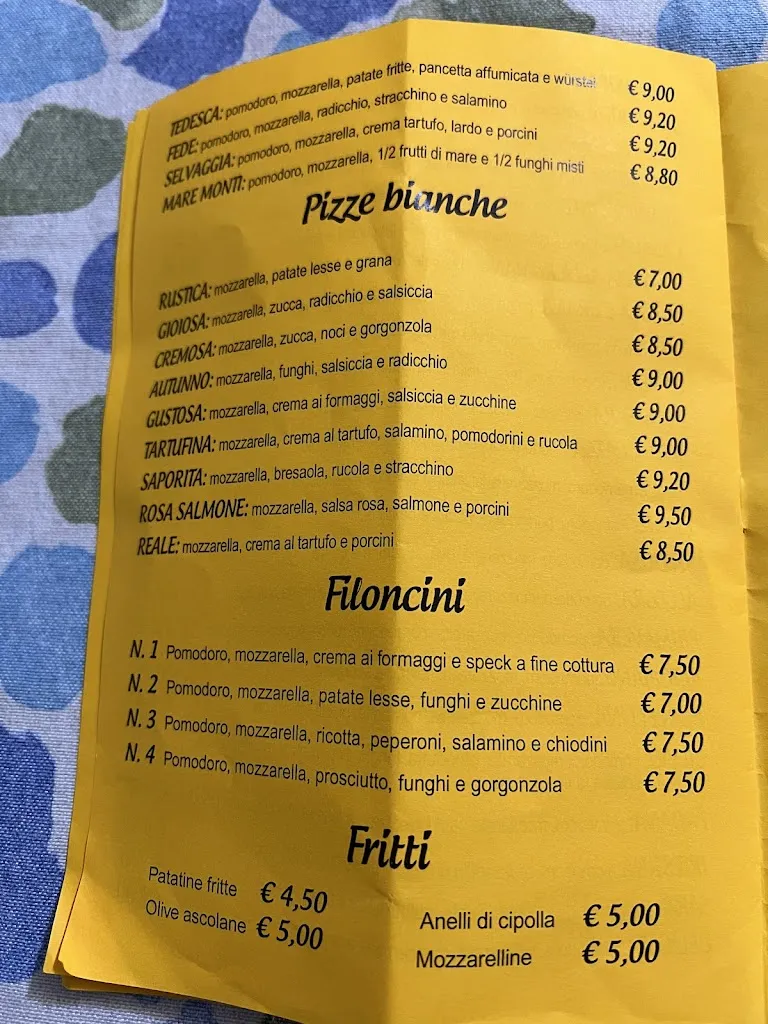 TEDESCA: pomodoro, mozzarella, patate fritte, pancetta affumicata e würstel € 9,00
FEDE: pomodoro, mozzarella, radicchio, stracchino e salamino € 9,20
SELVAGGIA: pomodoro, mozzarella, crema tartufo, lardo e porcini € 9,20
MARE MONTI: pomodoro, mozzarella, 1/2 frutti di mare e 1/2 funghi misti € 8,80
Pizze bianche
RUSTICA: mozzarella, patate lesse e grana € 7,00
GIOIOSA: mozzarella, zucca, radicchio e salsiccia € 8,50
CREMOSA: mozzarella, zucca, noci e gorgonzola € 8,50
AUTUNNO: mozzarella, funghi, salsiccia e radicchio € 9,00
GUSTOSA: mozzarella, crema ai formaggi, salsiccia e zucchine € 9,00
TARTUFINA: mozzarella, crema al tartufo, salamino, pomodorini e rucola € 9,00
SAPORITA: mozzarella, bresaola, rucola e stracchino € 9,20
ROSA SALMONE: mozzarella, salsa rosa, salmone e porcini € 9,50
REALE: mozzarella, crema al tartufo e porcini € 8,50
Filoncini
N. 1 Pomodoro, mozzarella, crema ai formaggi e speck a fine cottura € 7,50
N. 2 Pomodoro, mozzarella, patate lesse, funghi e zucchine € 7,00
N. 3 Pomodoro, mozzarella, ricotta, peperoni, salamino e chiodini € 7,50
N. 4 Pomodoro, mozzarella, prosciutto, funghi e gorgonzola € 7,50
Fritti
Patatine fritte € 4,50
Olive ascolane € 5,00
Anelli di cipolla € 5,00
Mozzarelline € 5,00